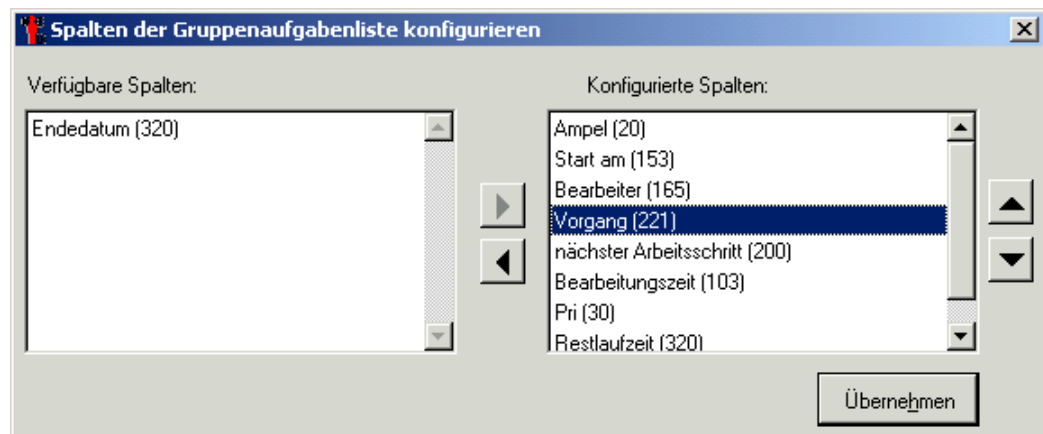 Spalten der Gruppenaufgabenliste konfigurieren
Verfügbare Spalten:
Konfigurierte Spalten:
Endedatum (320)
Ampel (20)
Start am (153)
Bearbeiter (165)
Vorgang (221)
nächster Arbeitsschritt (200)
Bearbeitungszeit (103)
Pri (30)
Restlaufzeit (320)
Übernehmen